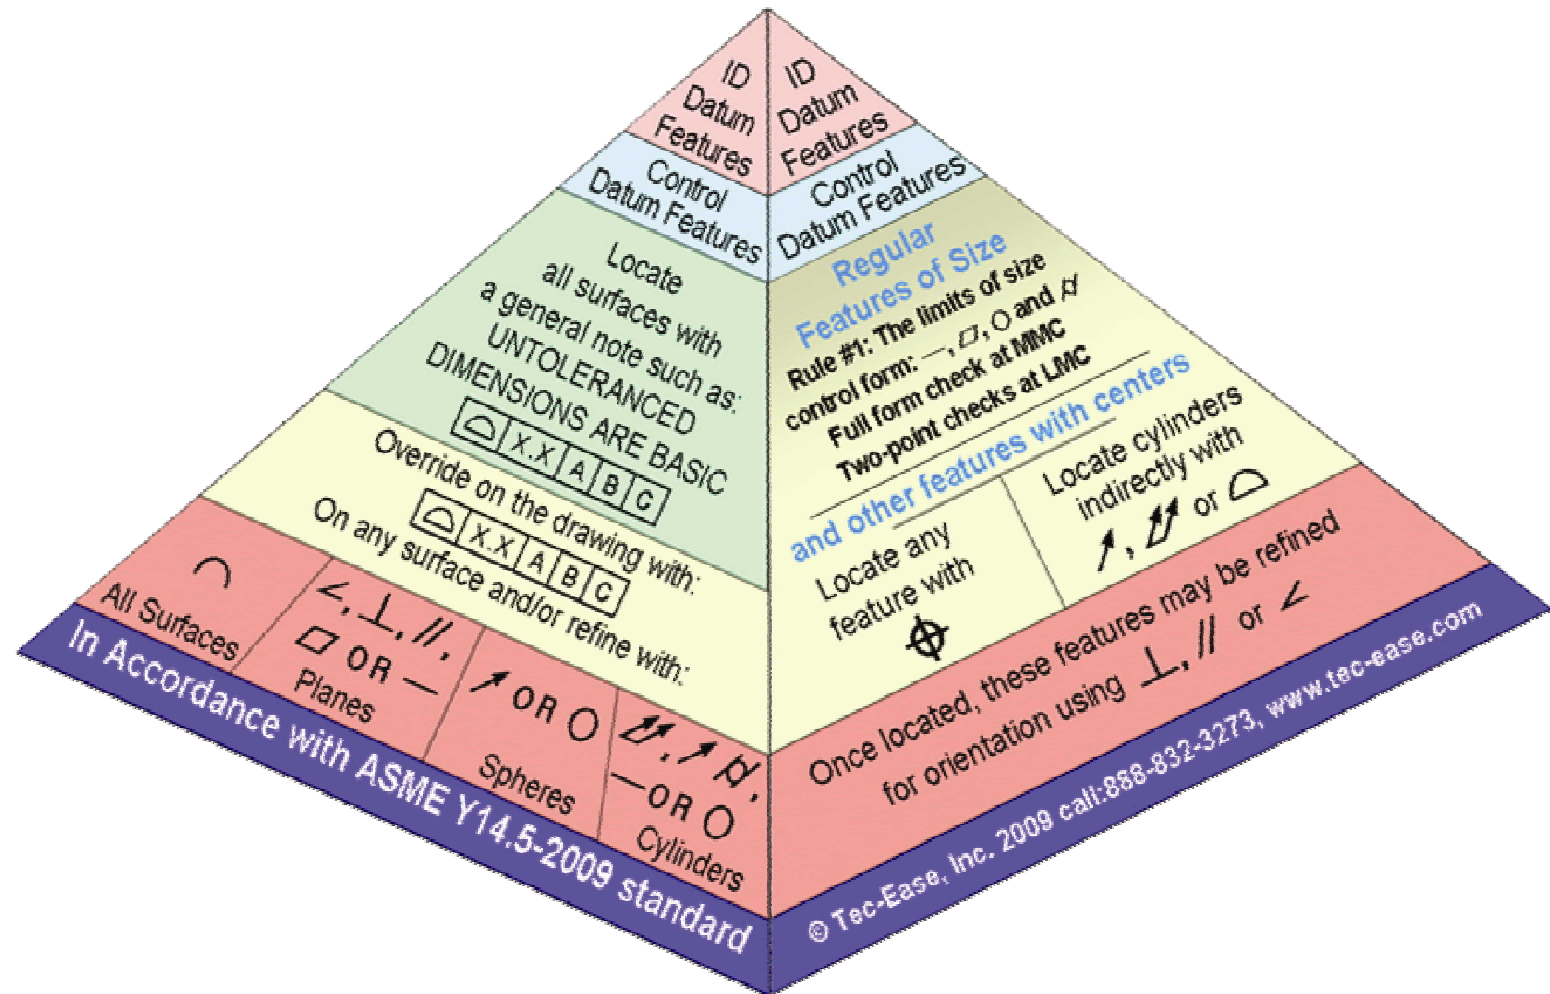 ID
Datum
Features
Control
Datum Features
Locate
all surfaces with
a general note such as:
UNTOLERANCED
DIMENSIONS ARE BASIC
⌓ X.X A B C
Override on the drawing with:
⌓ X.X A B C
On any surface and/or refine with:
⌒
All Surfaces
∠, ⊥, //,
⏥ OR —
Planes
↗ OR ○
Spheres
⌰, ↗ ⌭,
— OR ○
Cylinders
In Accordance with ASME Y14.5-2009 standard
ID
Datum
Features
Control
Datum Features
Regular
Features of Size
Rule #1: The limits of size
control form: —, ⏥, ○ and ⌭
Full form check at MMC
Two-point checks at LMC
and other features with centers
Locate any
feature with
⌖
Locate cylinders
indirectly with
↗, ⌰ or ⌓
Once located, these features may be refined
for orientation using ⊥, // or ∠
© Tec-Ease, Inc. 2009 call:888-832-3273, www.tec-ease.com